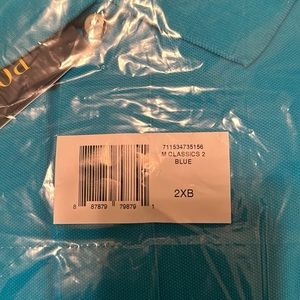 711534735156
M CLASSICS 2
BLUE
2XB
8 87879 79879 1